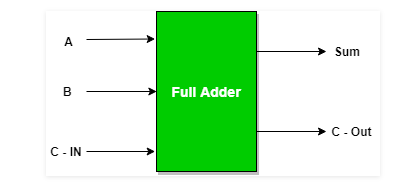 A
B
C - IN
Full Adder
Sum
C - Out